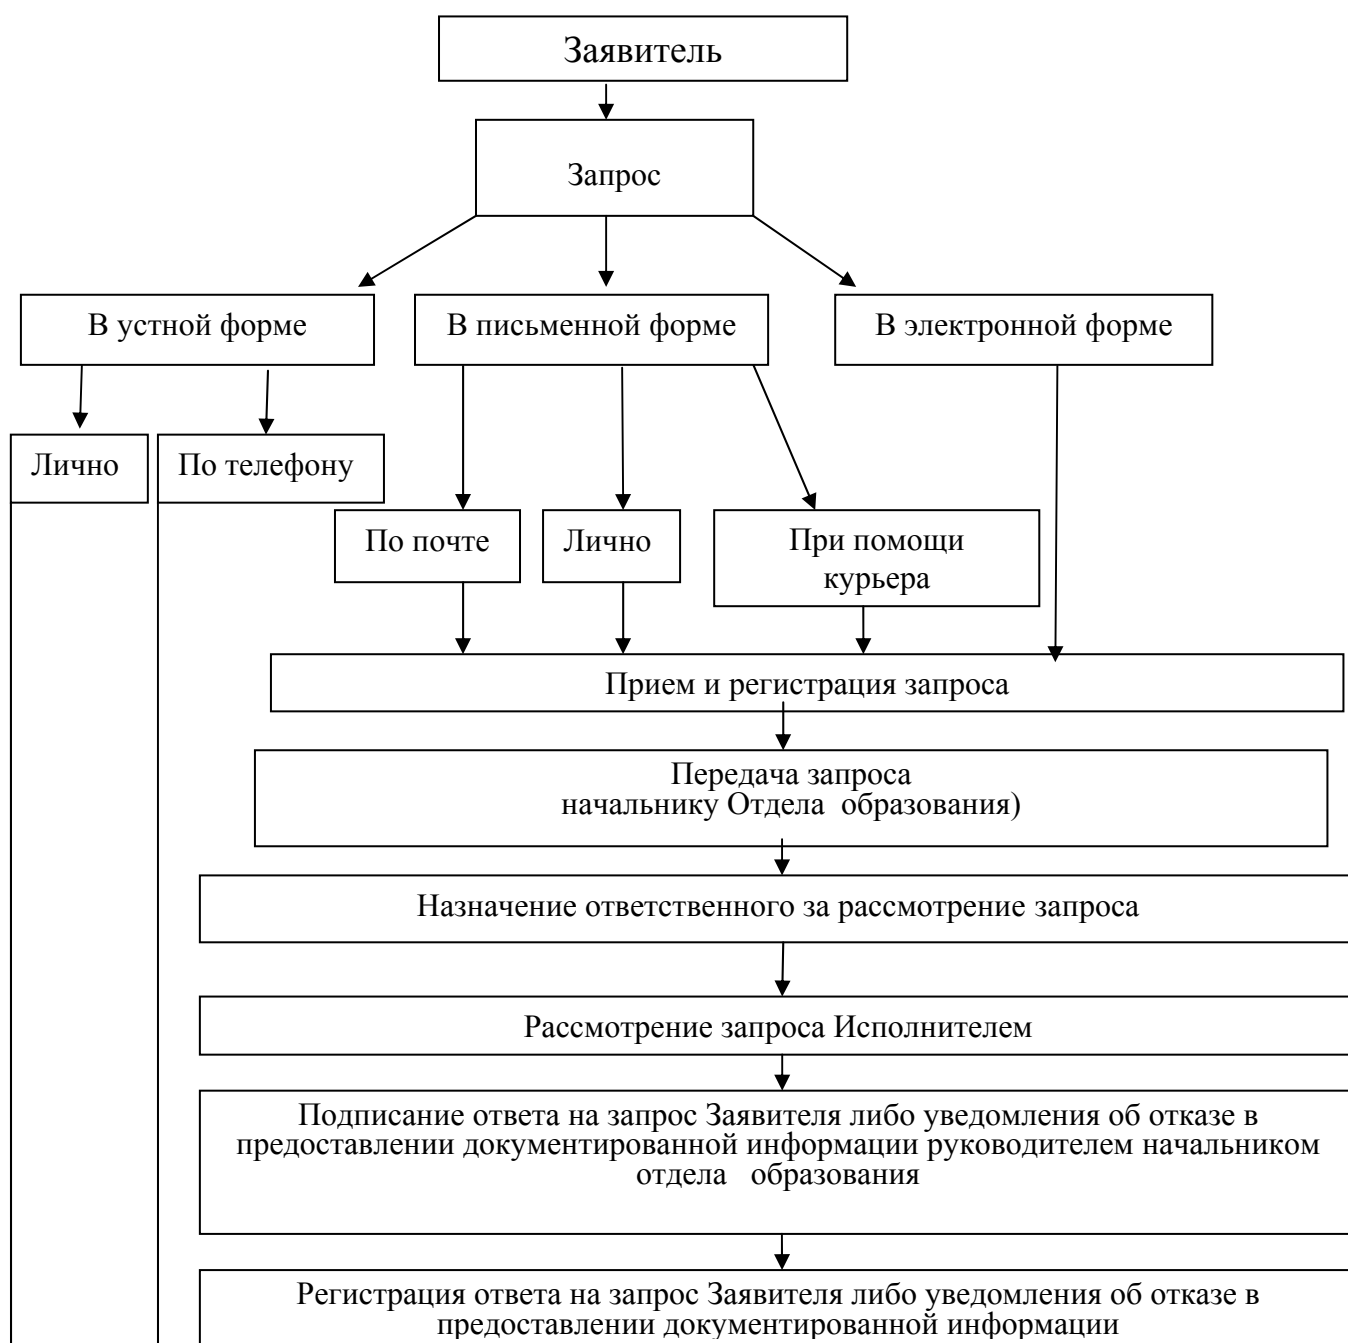 Заявитель
Запрос
В устной форме
В письменной форме
В электронной форме
Лично
По телефону
По почте
Лично
При помощи
курьера
Прием и регистрация запроса
Передача запроса
начальнику Отдела  образования)
Назначение ответственного за рассмотрение запроса
Рассмотрение запроса Исполнителем
Подписание ответа на запрос Заявителя либо уведомления об отказе в
предоставлении документированной информации руководителем начальником
отдела   образования
Регистрация ответа на запрос Заявителя либо уведомления об отказе в
предоставлении документированной информации